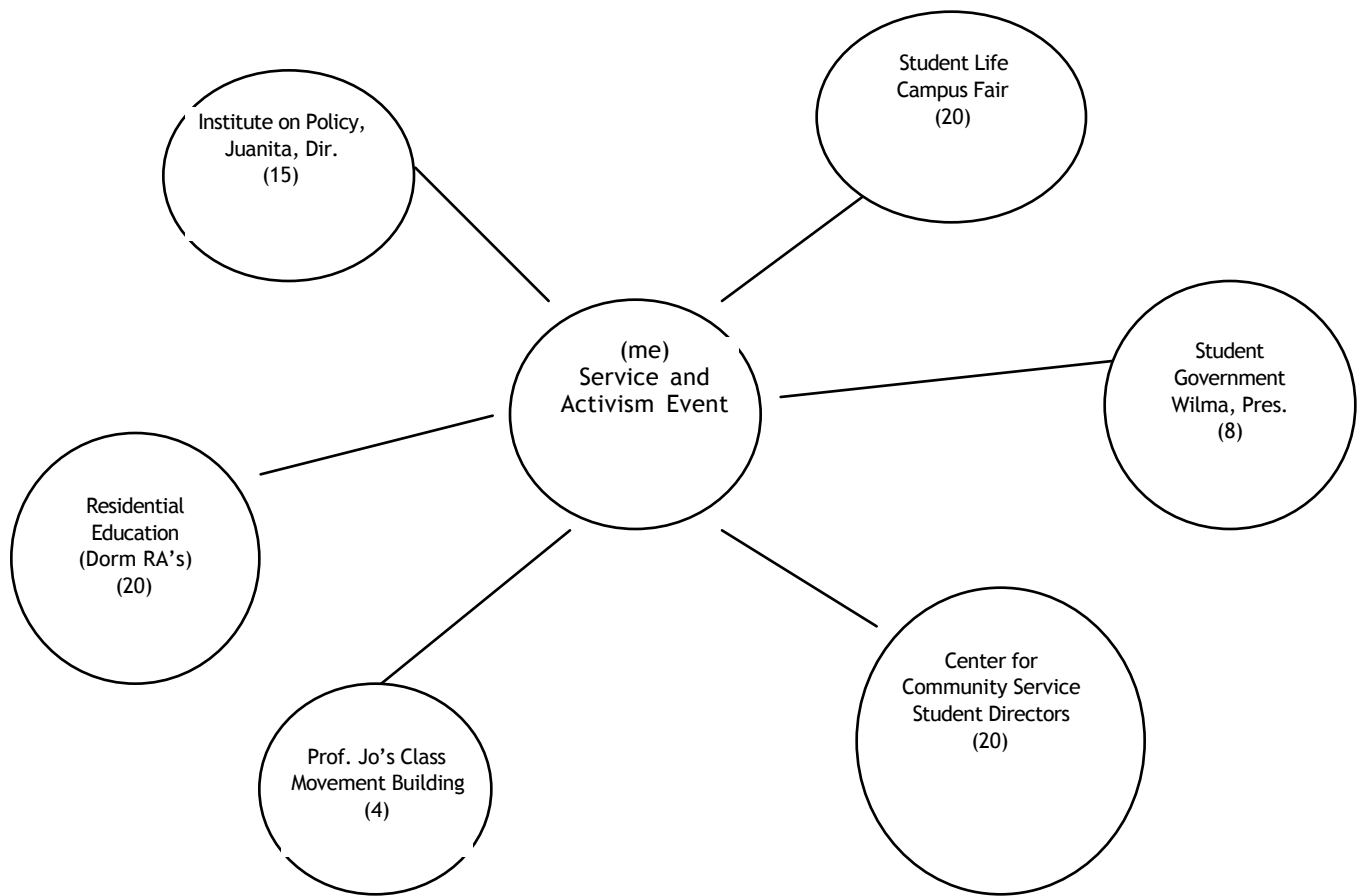 Student Life
Campus Fair
(20)
Institute on Policy,
Juanita, Dir.
(15)
(me)
Service and
Activism Event
Student
Government
Wilma, Pres.
(8)
Residential
Education
(Dorm RA’s)
(20)
Center for
Community Service
Student Directors
(20)
Prof. Jo’s Class
Movement Building
(4)